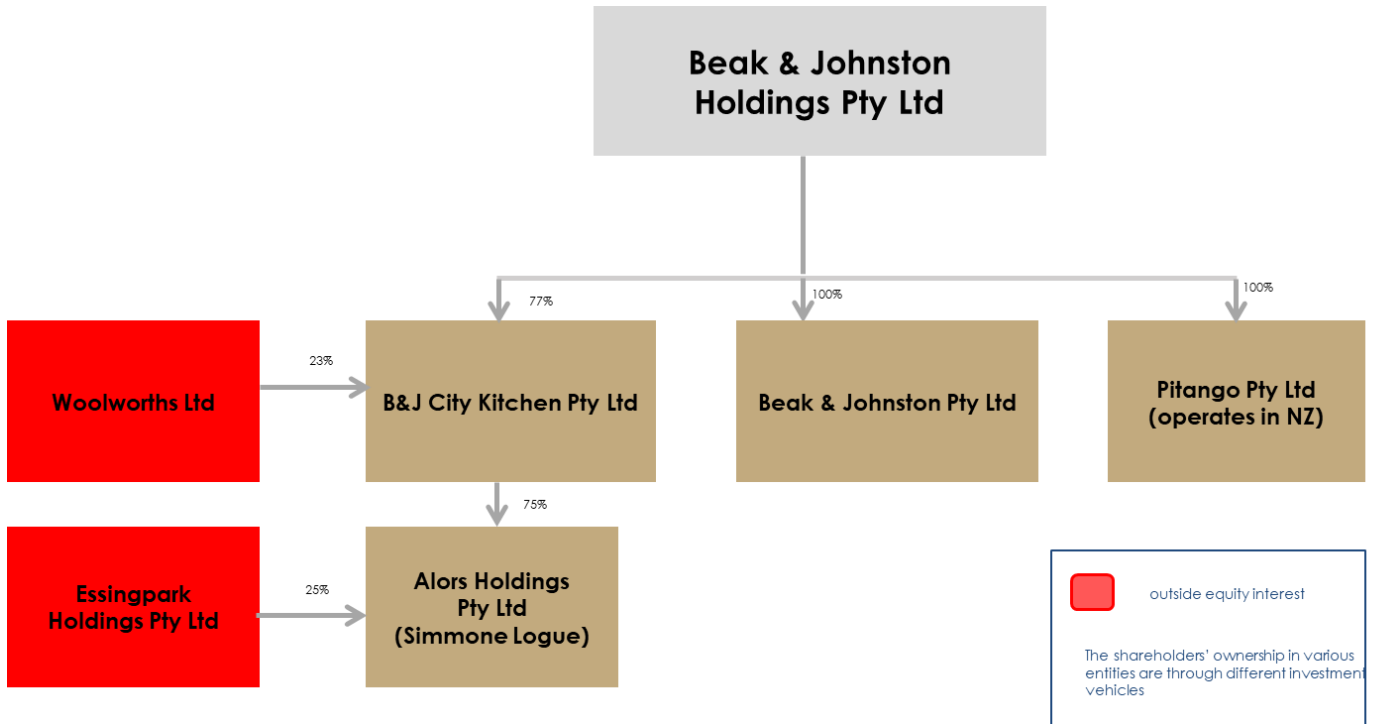 Beak & Johnston
Holdings Pty Ltd
77%
100%
100%
Woolworths Ltd
23%
B&J City Kitchen Pty Ltd
Beak & Johnston Pty Ltd
Pitango Pty Ltd
(operates in NZ)
75%
Essingpark
Holdings Pty Ltd
25%
Alors Holdings
Pty Ltd
(Simmone Logue)
outside equity interest
The shareholders' ownership in various
entities are through different investment
vehicles